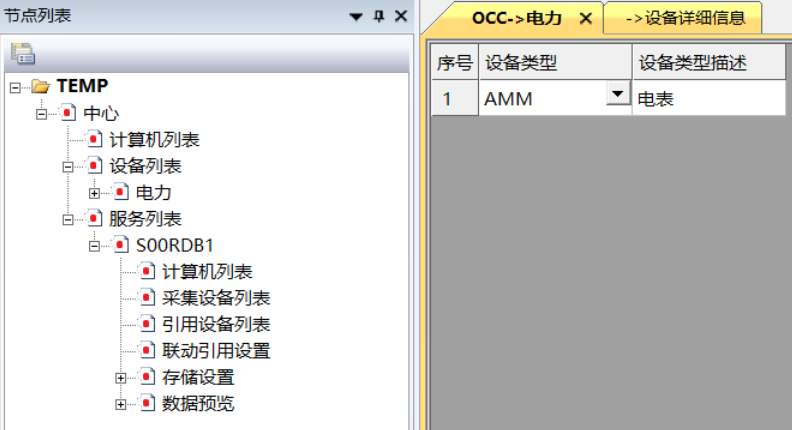 节点列表
TEMP
中心
计算机列表
设备列表
电力
服务列表
S00RDB1
计算机列表
采集设备列表
引用设备列表
联动引用设置
存储设置
数据预览
OCC->电力 ->设备详细信息
序号 设备类型 设备类型描述
1 AMM 电表